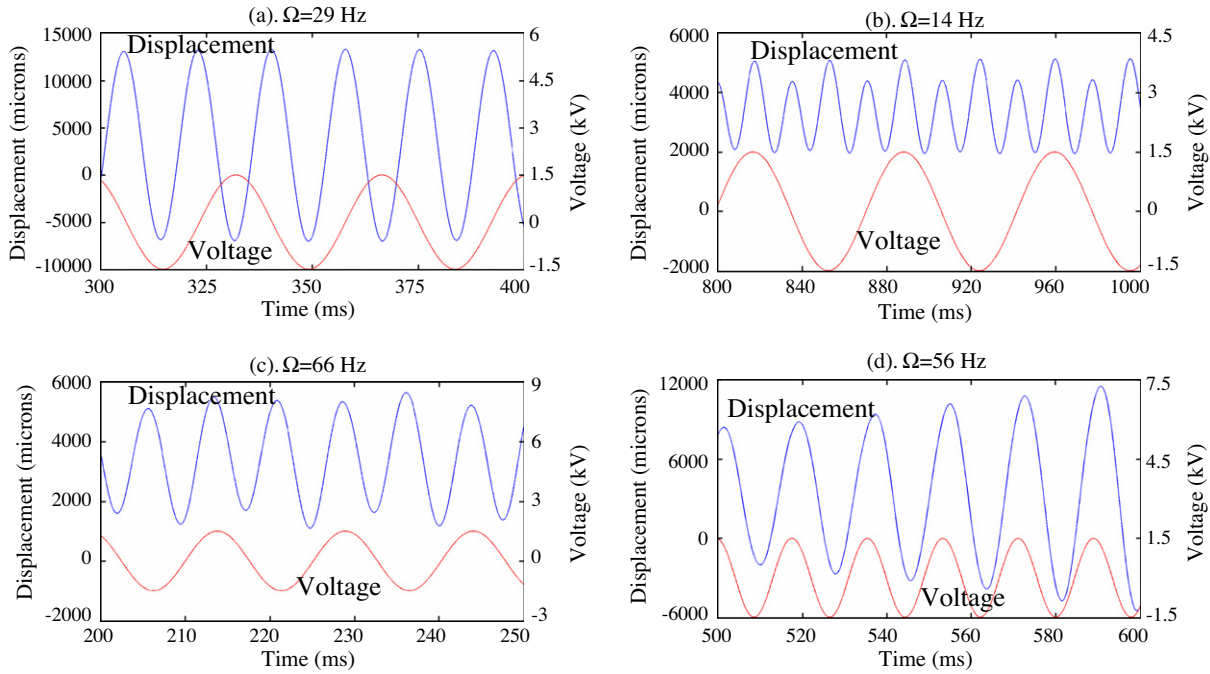 (a). Ω=29 Hz
15000
10000
5000
0
-5000
-10000
Displacement (microns)
Displacement
Voltage
6
4.5
3
1.5
0
-1.5
Voltage (kV)
300 325 350 375 400
Time (ms)
(b). Ω=14 Hz
6000
4000
2000
0
-2000
Displacement (microns)
Displacement
Voltage
4.5
3
1.5
0
-1.5
Voltage (kV)
800 840 880 920 960 1000
Time (ms)
(c). Ω=66 Hz
6000
4000
2000
0
-2000
Displacement (microns)
Displacement
Voltage
9
6
3
0
-3
Voltage (kV)
200 210 220 230 240 250
Time (ms)
(d). Ω=56 Hz
12000
6000
0
-6000
Displacement (microns)
Displacement
Voltage
7.5
4.5
1.5
-1.5
Voltage (kV)
500 520 540 560 580 600
Time (ms)